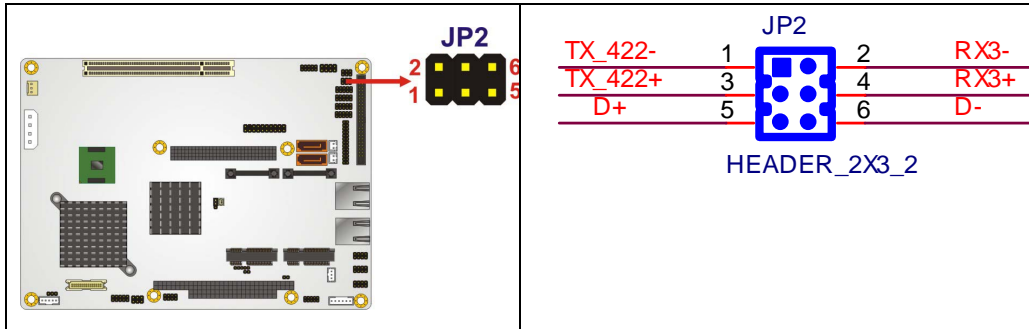 JP2
2 6
1 5
JP2
TX_422- 1 2 RX3-
TX_422+ 3 4 RX3+
D+ 5 6 D-
HEADER_2X3_2